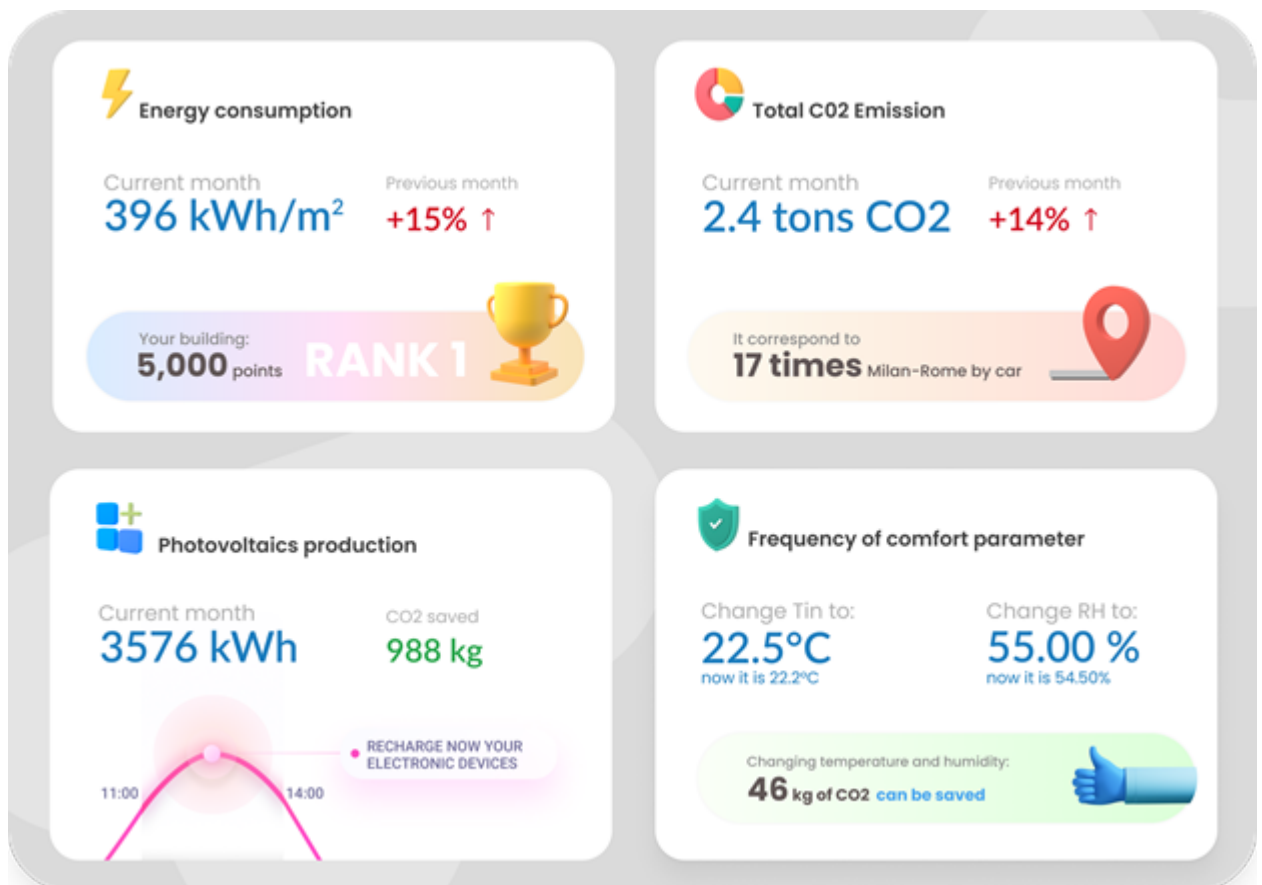 Energy consumption
Current month
396 kWh/m²
Previous month
+15% ↑
Your building:
5,000 points
RANK 1
Total C02 Emission
Current month
2.4 tons CO2
Previous month
+14% ↑
It correspond to
17 times Milan-Rome by car
Photovoltaics production
Current month
3576 kWh
CO2 saved
988 kg
RECHARGE NOW YOUR
ELECTRONIC DEVICES
11:00
14:00
Frequency of comfort parameter
Change Tin to:
22.5°C
now it is 22.2°C
Change RH to:
55.00 %
now it is 54.50%
Changing temperature and humidity:
46 kg of CO2 can be saved